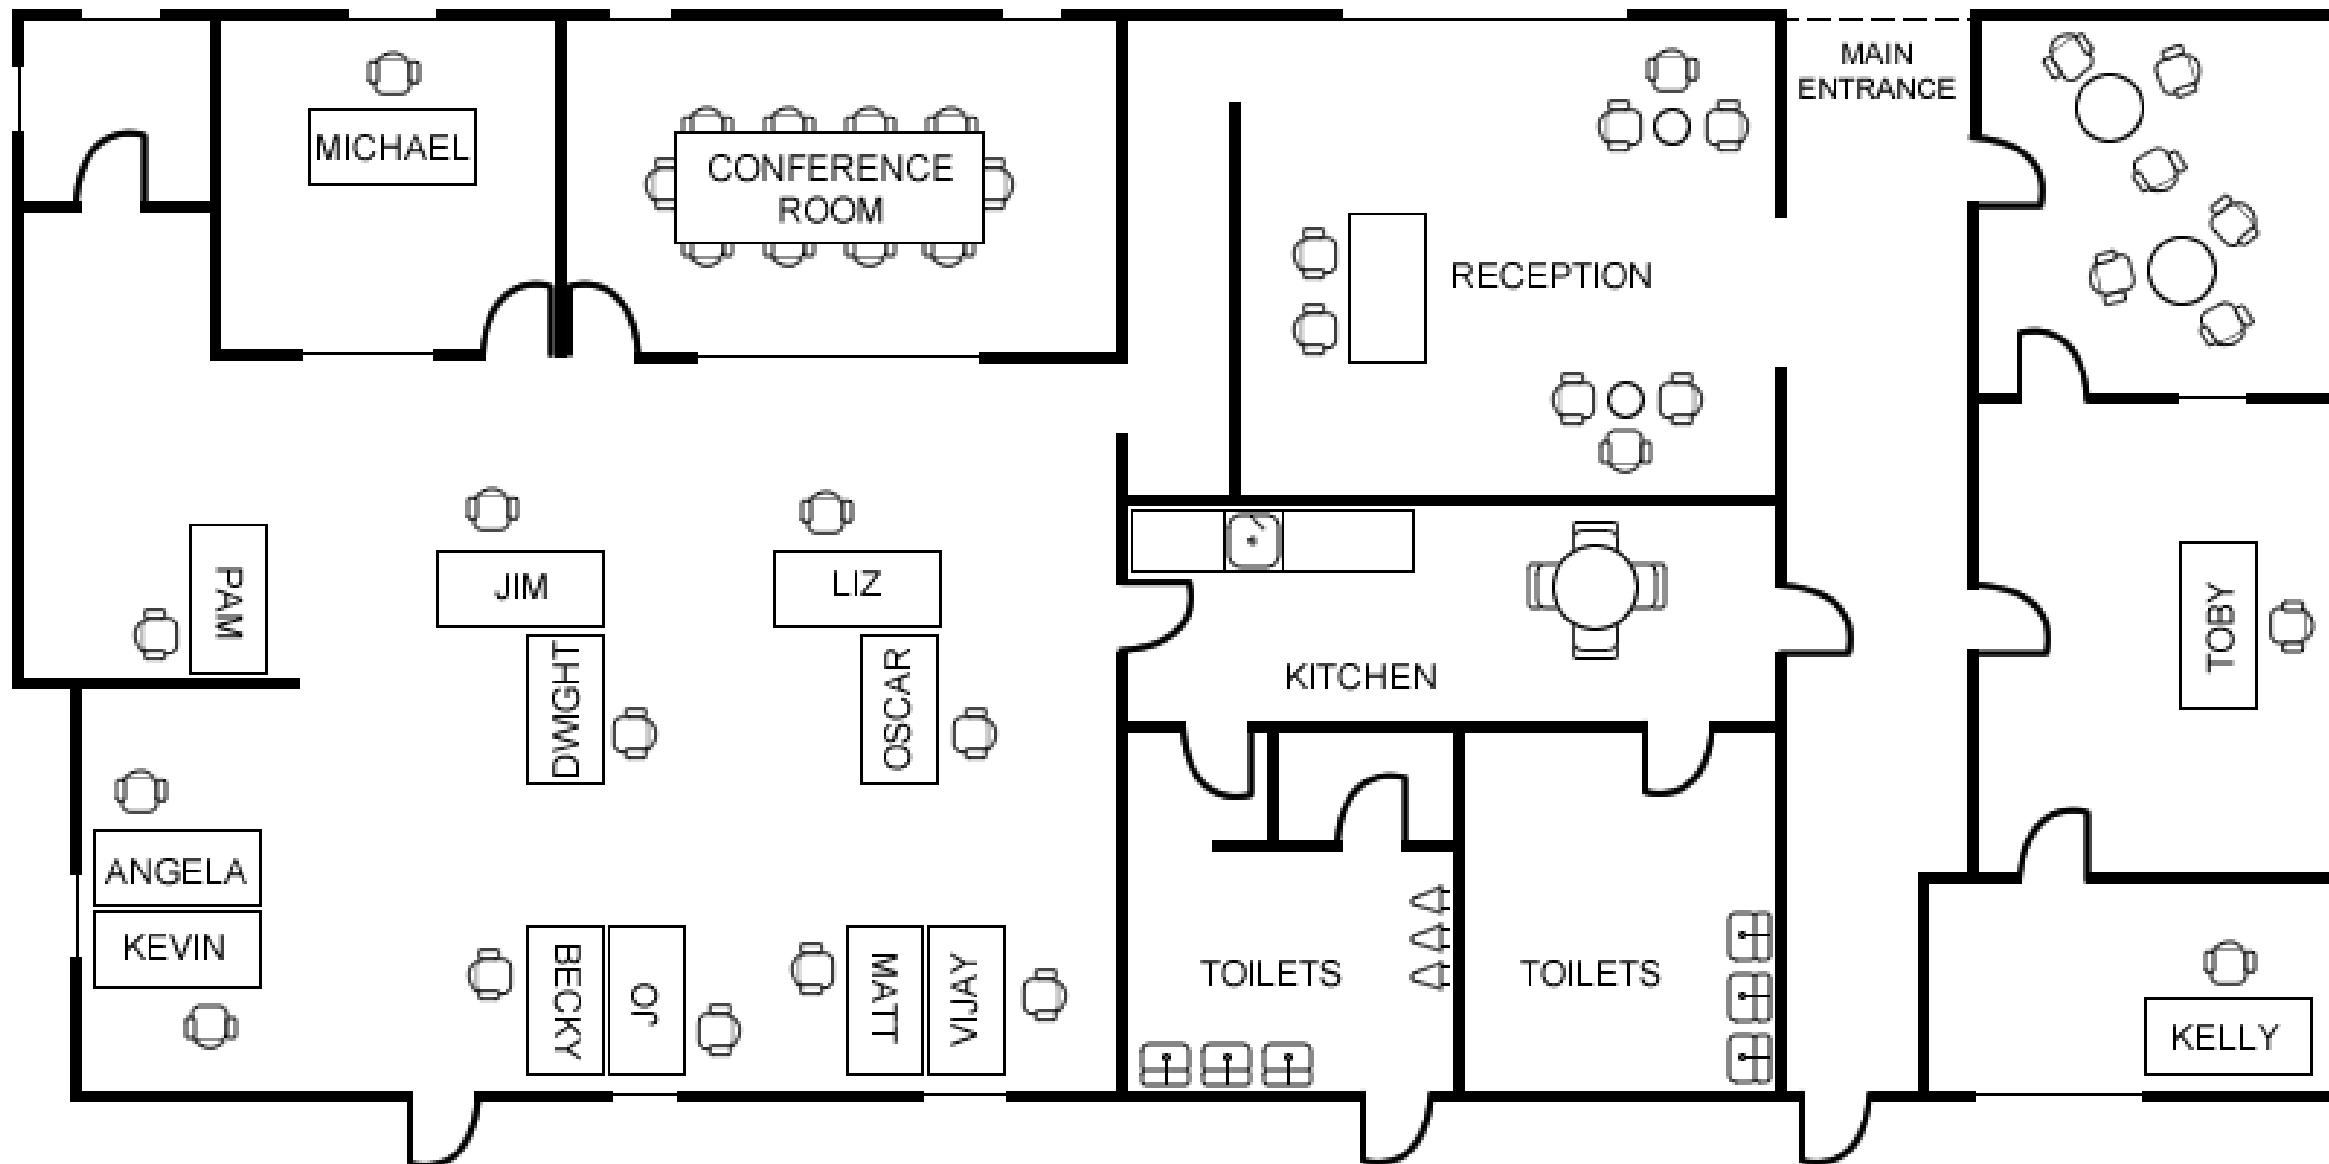 MAIN
ENTRANCE
MICHAEL
CONFERENCE
ROOM
RECEPTION
PAM
JIM
LIZ
DWIGHT
OSCAR
TOBY
KITCHEN
ANGELA
KEVIN
BECKY
JO
MATT
VIJAY
TOILETS
TOILETS
KELLY